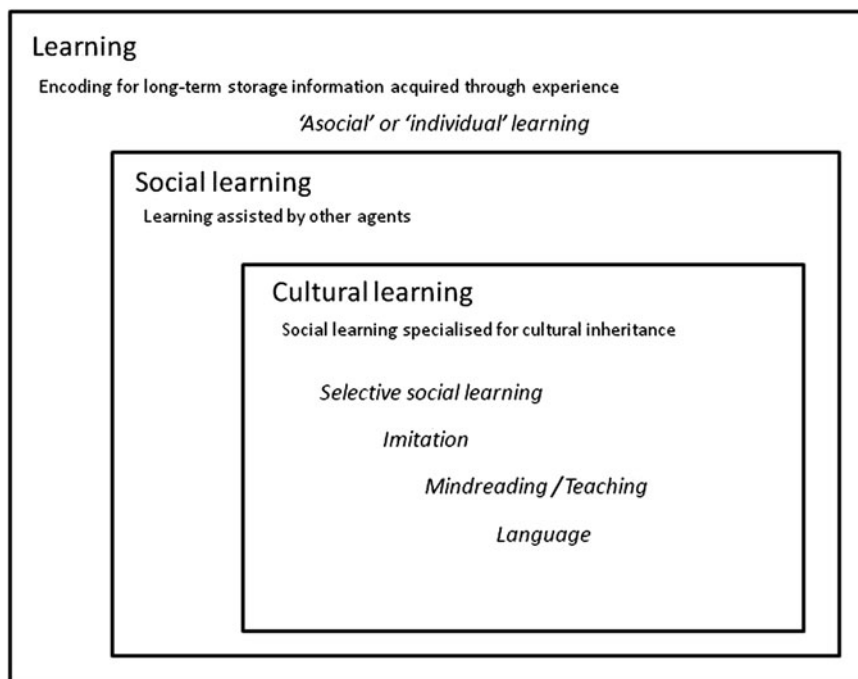 Learning
Encoding for long-term storage information acquired through experience
‘Asocial’ or ‘individual’ learning
Social learning
Learning assisted by other agents
Cultural learning
Social learning specialised for cultural inheritance
Selective social learning
Imitation
Mindreading / Teaching
Language